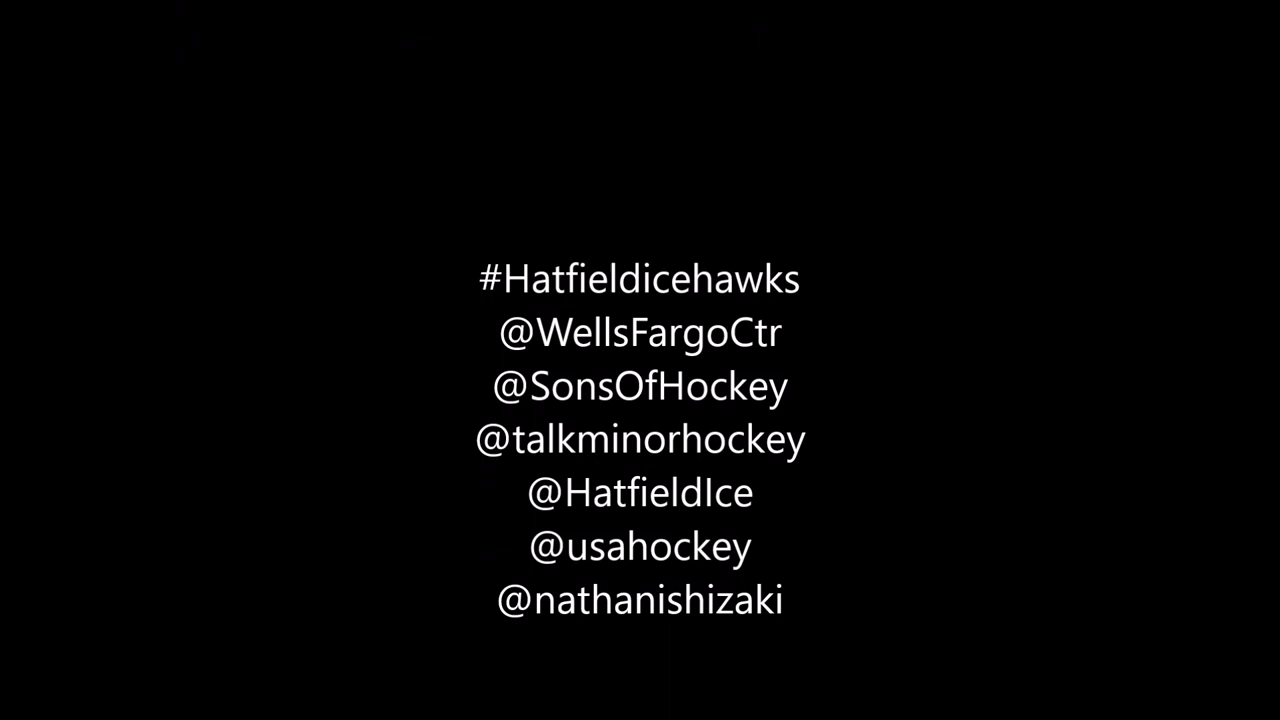 #Hatfieldicehawks
@WellsFargoCtr
@SonsOfHockey
@talkminorhockey
@HatfieldIce
@usahockey
@nathanishizaki